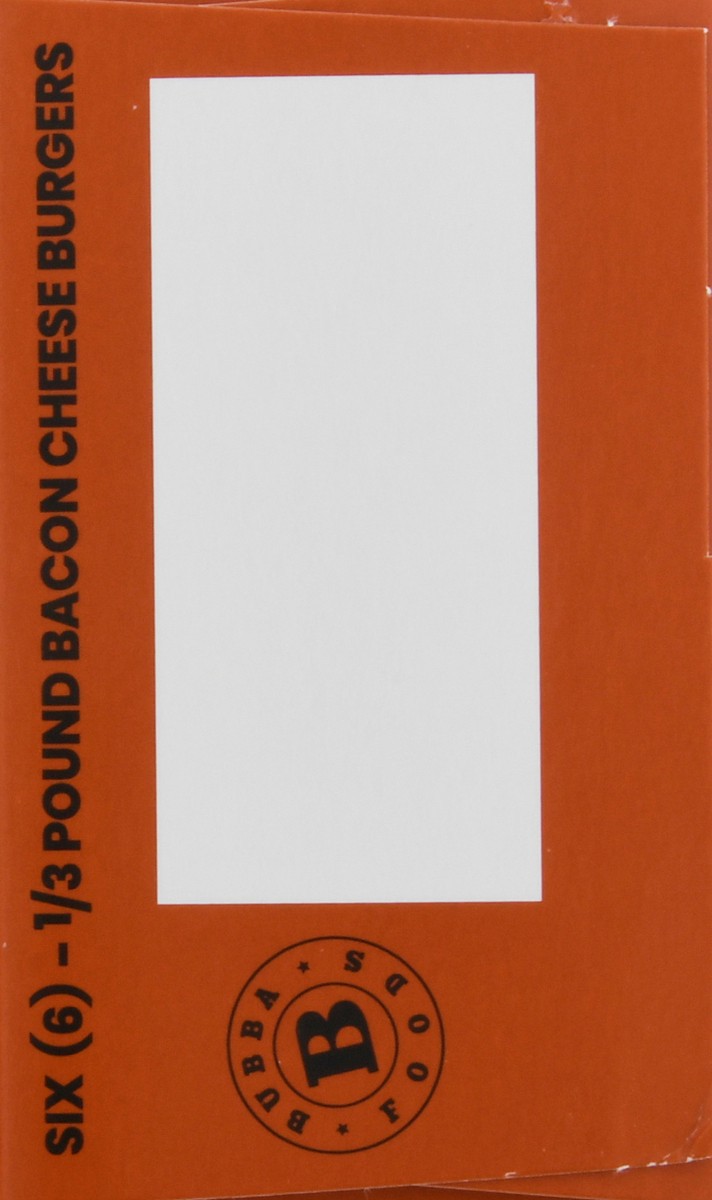 SIX (6) – 1/3 POUND BACON CHEESE BURGERS
BUBBA ★ FOODS ★
B